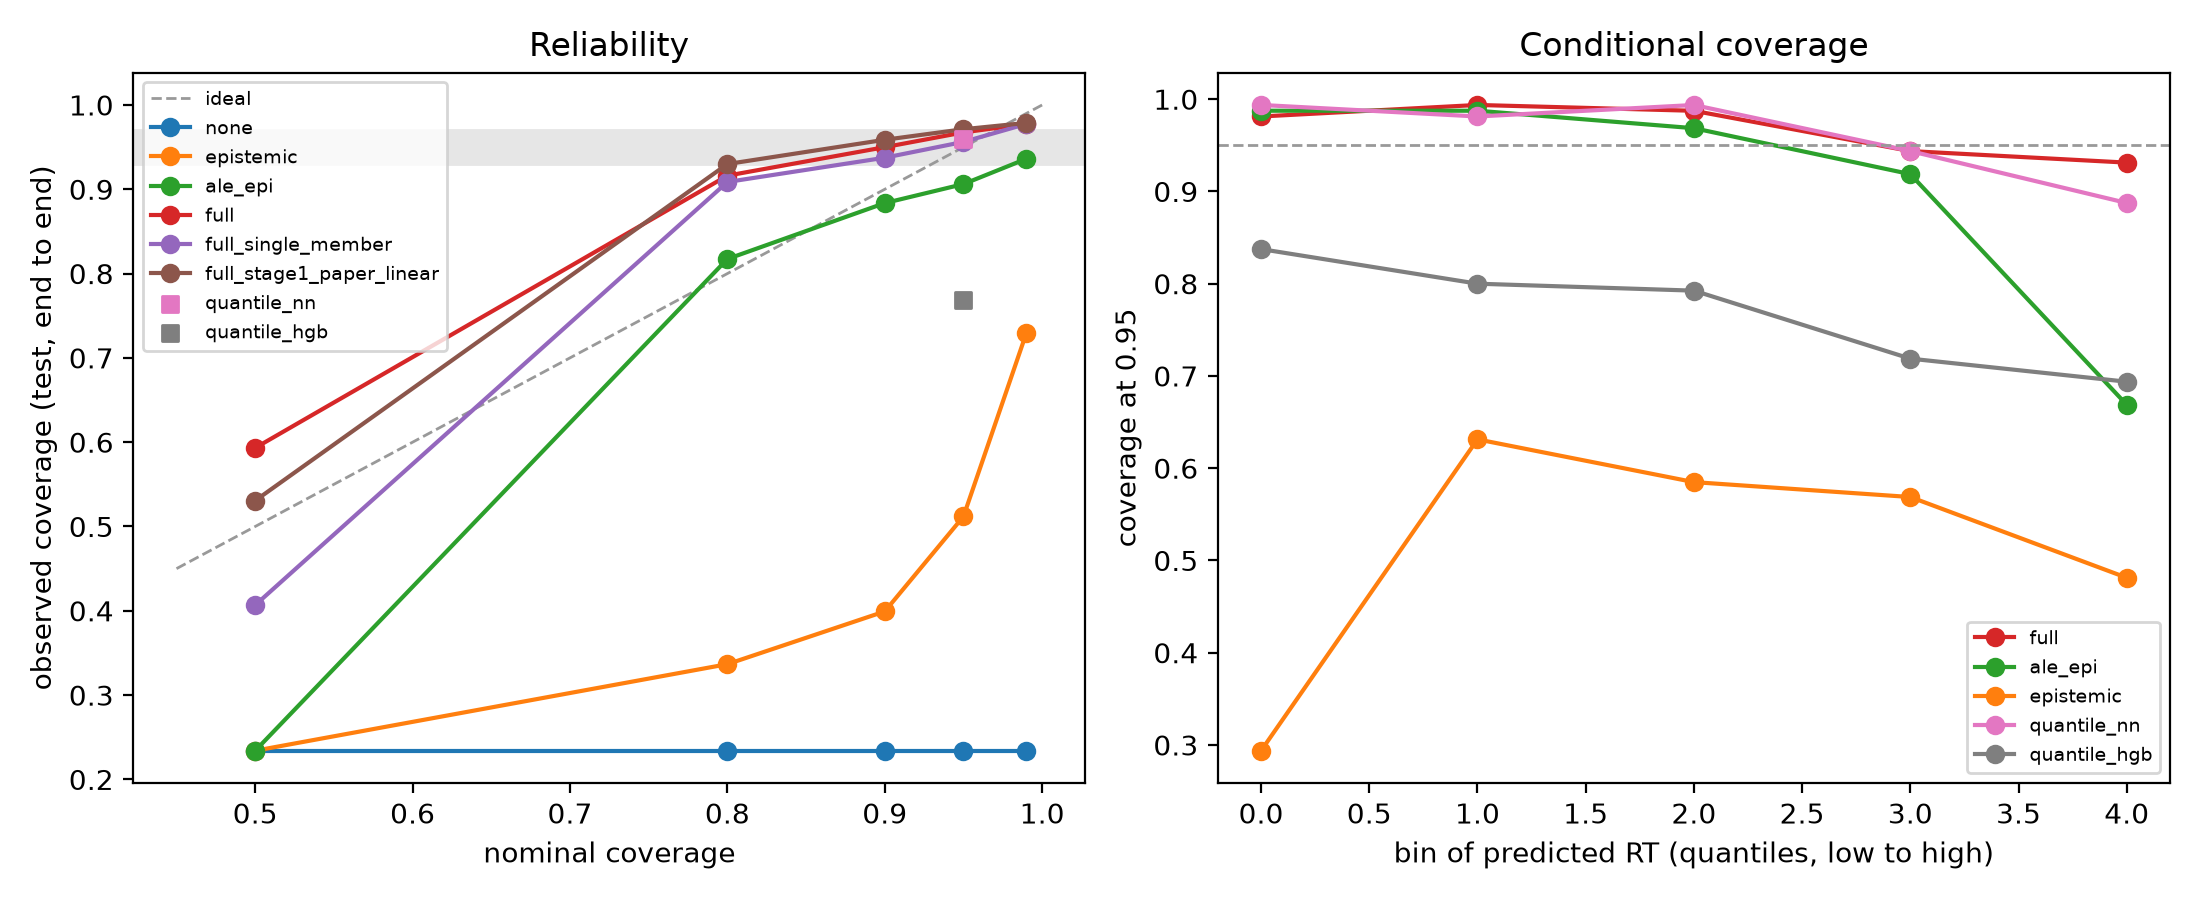 Reliability
observed coverage (test, end to end)
1.0
0.9
0.8
0.7
0.6
0.5
0.4
0.3
0.2
ideal
none
epistemic
ale_epi
full
full_single_member
full_stage1_paper_linear
quantile_nn
quantile_hgb
0.5 0.6 0.7 0.8 0.9 1.0
nominal coverage
Conditional coverage
coverage at 0.95
1.0
0.9
0.8
0.7
0.6
0.5
0.4
0.3
full
ale_epi
epistemic
quantile_nn
quantile_hgb
0.0 0.5 1.0 1.5 2.0 2.5 3.0 3.5 4.0
bin of predicted RT (quantiles, low to high)